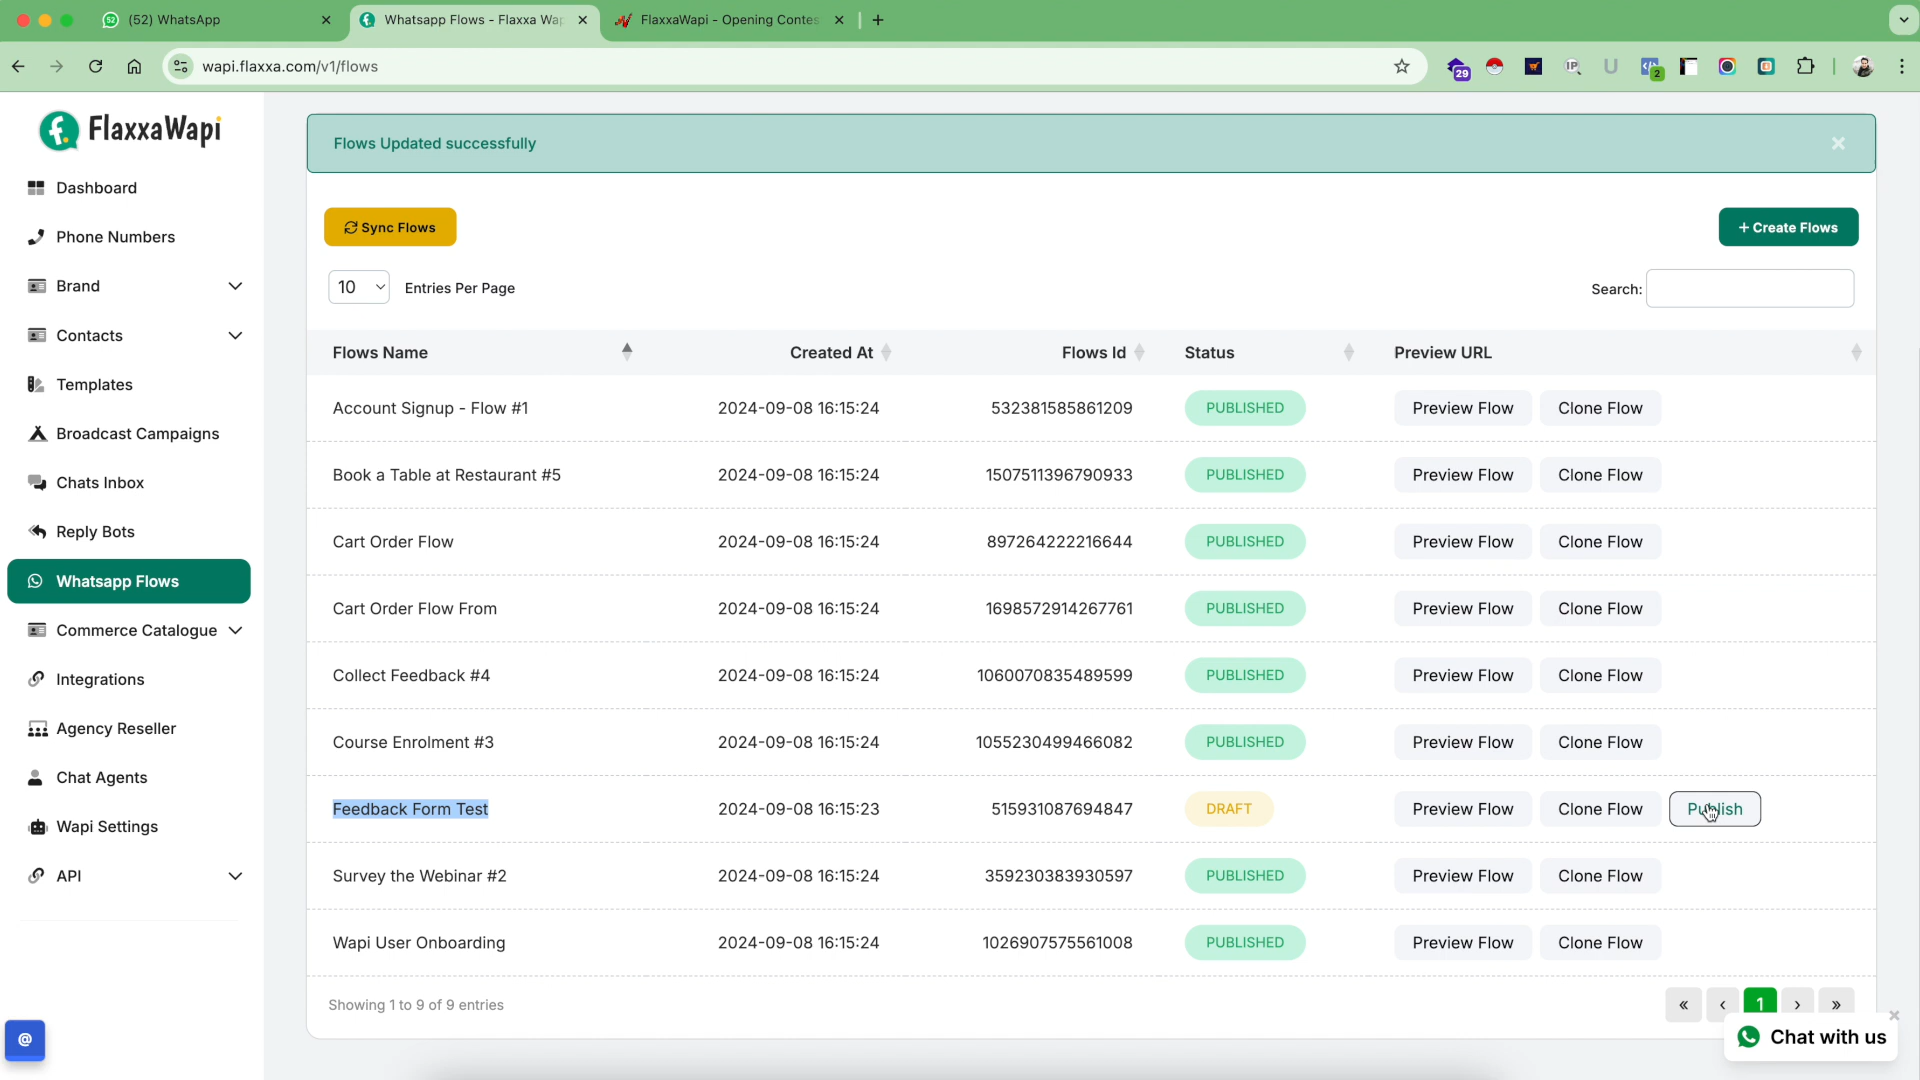 (52) WhatsApp
Whatsapp Flows - Flaxxa Wap
FlaxxaWapi - Opening Contes
wapi.flaxxa.com/v1/flows
29
IP
U
2
FlaxxaWapi
Dashboard
Phone Numbers
Brand
Contacts
Templates
Broadcast Campaigns
Chats Inbox
Reply Bots
Whatsapp Flows
Commerce Catalogue
Integrations
Agency Reseller
Chat Agents
Wapi Settings
API
@
Flows Updated successfully
Sync Flows
+ Create Flows
10 Entries Per Page
Search:
Flows Name Created At Flows Id Status Preview URL
Account Signup - Flow #1 2024-09-08 16:15:24 532381585861209 PUBLISHED Preview Flow Clone Flow
Book a Table at Restaurant #5 2024-09-08 16:15:24 1507511396790933 PUBLISHED Preview Flow Clone Flow
Cart Order Flow 2024-09-08 16:15:24 897264222216644 PUBLISHED Preview Flow Clone Flow
Cart Order Flow From 2024-09-08 16:15:24 1698572914267761 PUBLISHED Preview Flow Clone Flow
Collect Feedback #4 2024-09-08 16:15:24 1060070835489599 PUBLISHED Preview Flow Clone Flow
Course Enrolment #3 2024-09-08 16:15:24 1055230499466082 PUBLISHED Preview Flow Clone Flow
Feedback Form Test 2024-09-08 16:15:23 515931087694847 DRAFT Preview Flow Clone Flow Publish
Survey the Webinar #2 2024-09-08 16:15:24 359230383930597 PUBLISHED Preview Flow Clone Flow
Wapi User Onboarding 2024-09-08 16:15:24 1026907575561008 PUBLISHED Preview Flow Clone Flow
Showing 1 to 9 of 9 entries
« ‹ 1 › »
Chat with us